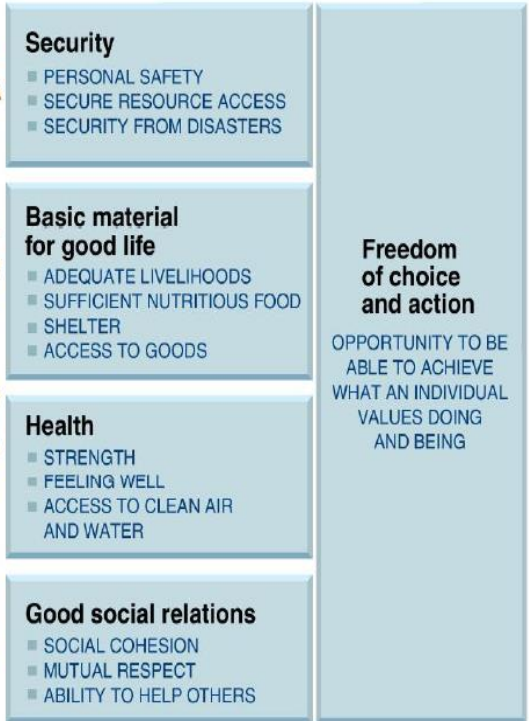 Security
PERSONAL SAFETY
SECURE RESOURCE ACCESS
SECURITY FROM DISASTERS
Basic material
for good life
ADEQUATE LIVELIHOODS
SUFFICIENT NUTRITIOUS FOOD
SHELTER
ACCESS TO GOODS
Health
STRENGTH
FEELING WELL
ACCESS TO CLEAN AIR
AND WATER
Good social relations
SOCIAL COHESION
MUTUAL RESPECT
ABILITY TO HELP OTHERS
Freedom
of choice
and action
OPPORTUNITY TO BE
ABLE TO ACHIEVE
WHAT AN INDIVIDUAL
VALUES DOING
AND BEING